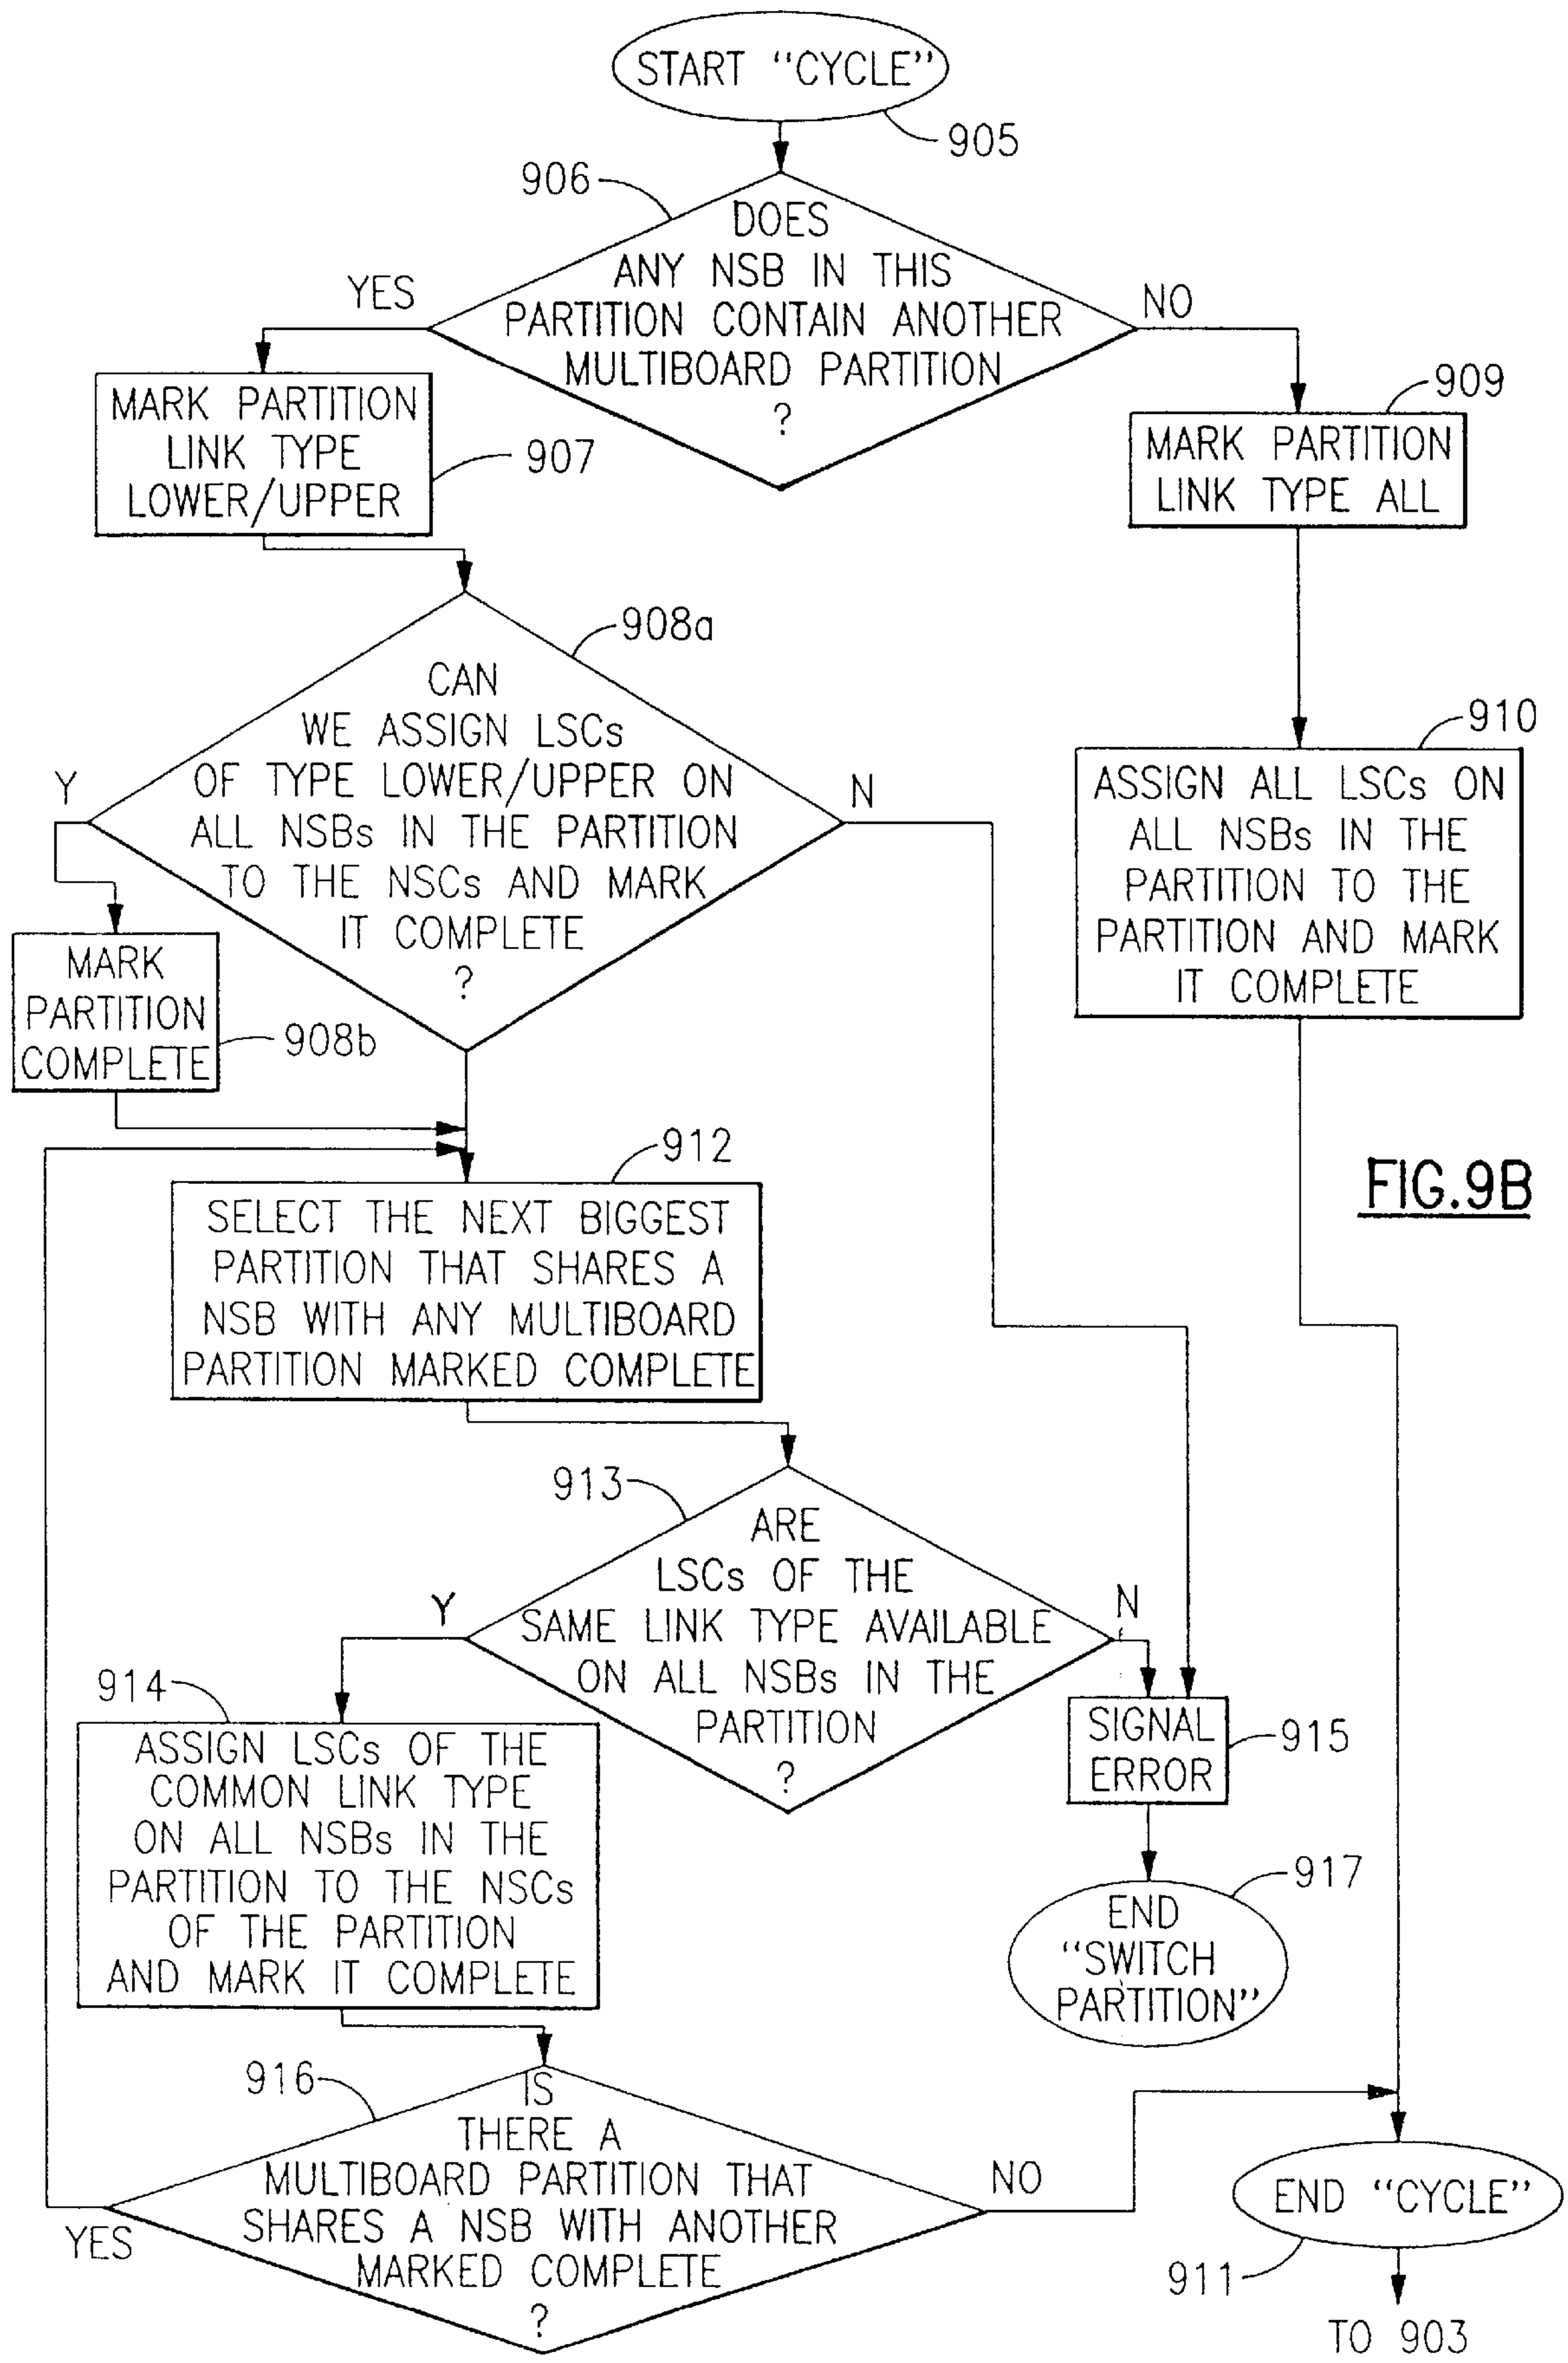 START "CYCLE"
905
906
DOES
ANY NSB IN THIS
PARTITION CONTAIN ANOTHER
MULTIBOARD PARTITION
?
YES
NO
MARK PARTITION
LINK TYPE
LOWER/UPPER
907
909
MARK PARTITION
LINK TYPE ALL
908a
CAN
WE ASSIGN LSCs
OF TYPE LOWER/UPPER ON
ALL NSBs IN THE PARTITION
TO THE NSCs AND MARK
IT COMPLETE
?
Y
N
910
ASSIGN ALL LSCs ON
ALL NSBs IN THE
PARTITION TO THE
PARTITION AND MARK
IT COMPLETE
MARK
PARTITION
COMPLETE
908b
912
SELECT THE NEXT BIGGEST
PARTITION THAT SHARES A
NSB WITH ANY MULTIBOARD
PARTITION MARKED COMPLETE
FIG.9B
913
ARE
LSCs OF THE
SAME LINK TYPE AVAILABLE
ON ALL NSBs IN THE
PARTITION
?
Y
N
914
ASSIGN LSCs OF THE
COMMON LINK TYPE
ON ALL NSBs IN THE
PARTITION TO THE NSCs
OF THE PARTITION
AND MARK IT COMPLETE
SIGNAL
ERROR
915
917
END
"SWITCH
PARTITION"
916
IS
THERE A
MULTIBOARD PARTITION THAT
SHARES A NSB WITH ANOTHER
MARKED COMPLETE
?
YES
NO
END "CYCLE"
911
TO 903